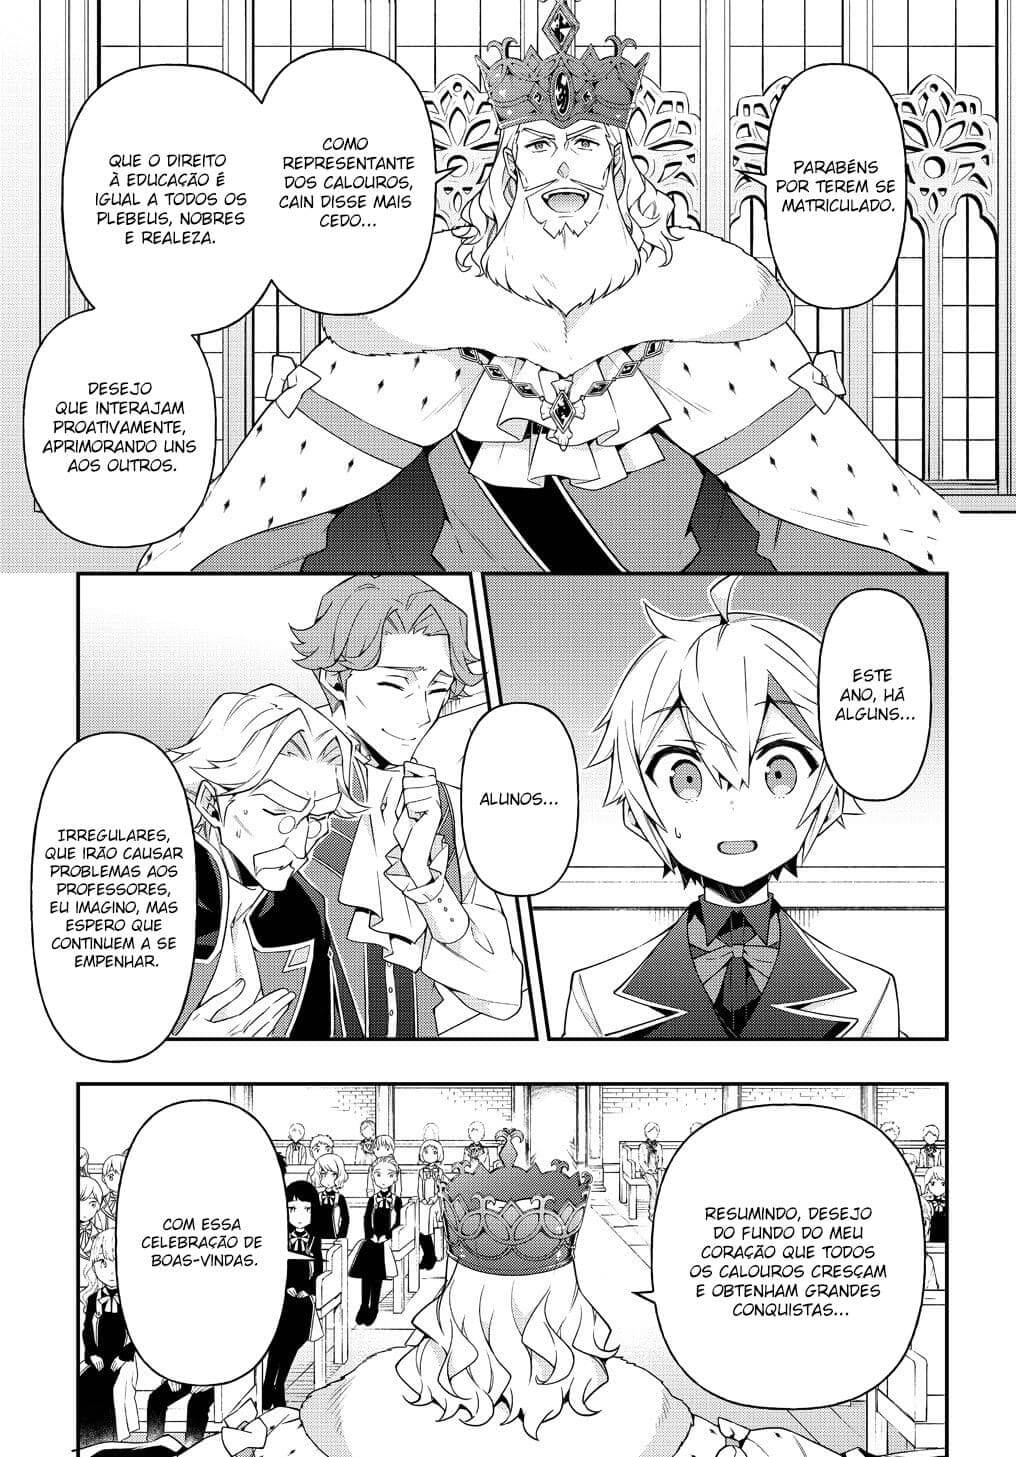 PARABÉNS
POR TEREM SE
MATRICULADO.
COMO
REPRESENTANTE
DOS CALOUROS,
CAIN DISSE MAIS
CEDO...
QUE O DIREITO
À EDUCAÇÃO É
IGUAL A TODOS OS
PLEBEUS, NOBRES
E REALEZA.
DESEJO
QUE INTERAJAM
PROATIVAMENTE,
APRIMORANDO UNS
AOS OUTROS.
ESTE
ANO, HÁ
ALGUNS...
ALUNOS...
IRREGULARES,
QUE IRÃO CAUSAR
PROBLEMAS AOS
PROFESSORES,
EU IMAGINO, MAS
ESPERO QUE
CONTINUEM A SE
EMPENHAR.
RESUMINDO, DESEJO
DO FUNDO DO MEU
CORAÇÃO QUE TODOS
OS CALOUROS CRESÇAM
E OBTENHAM GRANDES
CONQUISTAS...
COM ESSA
CELEBRAÇÃO DE
BOAS-VINDAS.